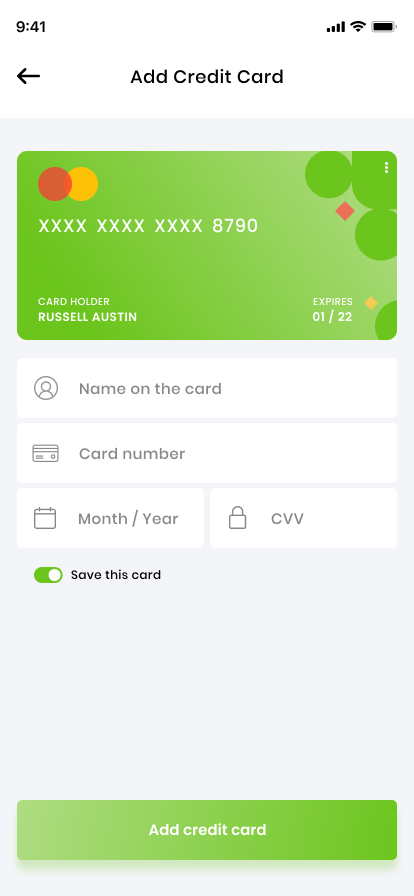 9:41
Add Credit Card
XXXX XXXX XXXX 8790
CARD HOLDER
EXPIRES
RUSSELL AUSTIN
01 / 22
Name on the card
Card number
Month / Year
CVV
Save this card
Add credit card